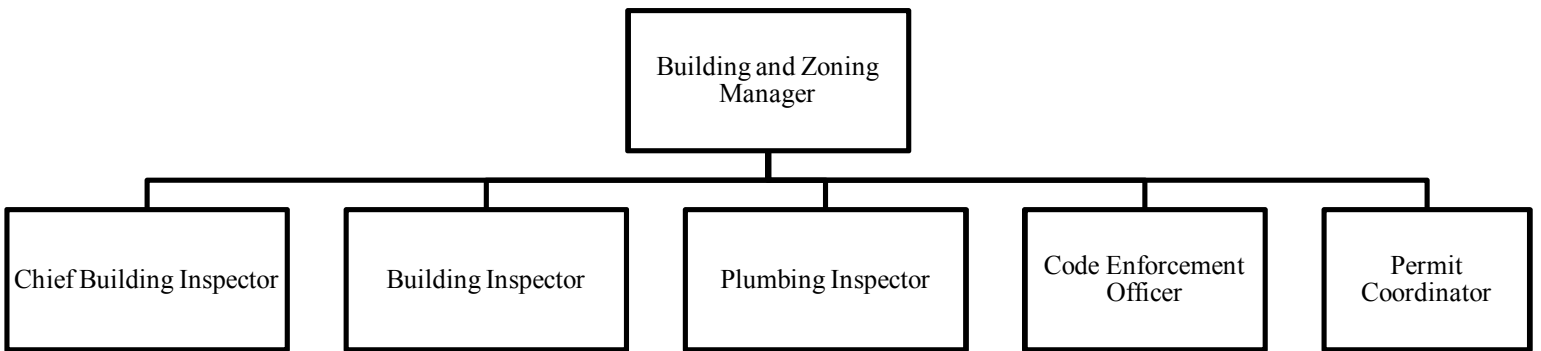 Building and Zoning
Manager
Chief Building Inspector
Building Inspector
Plumbing Inspector
Code Enforcement
Officer
Permit
Coordinator